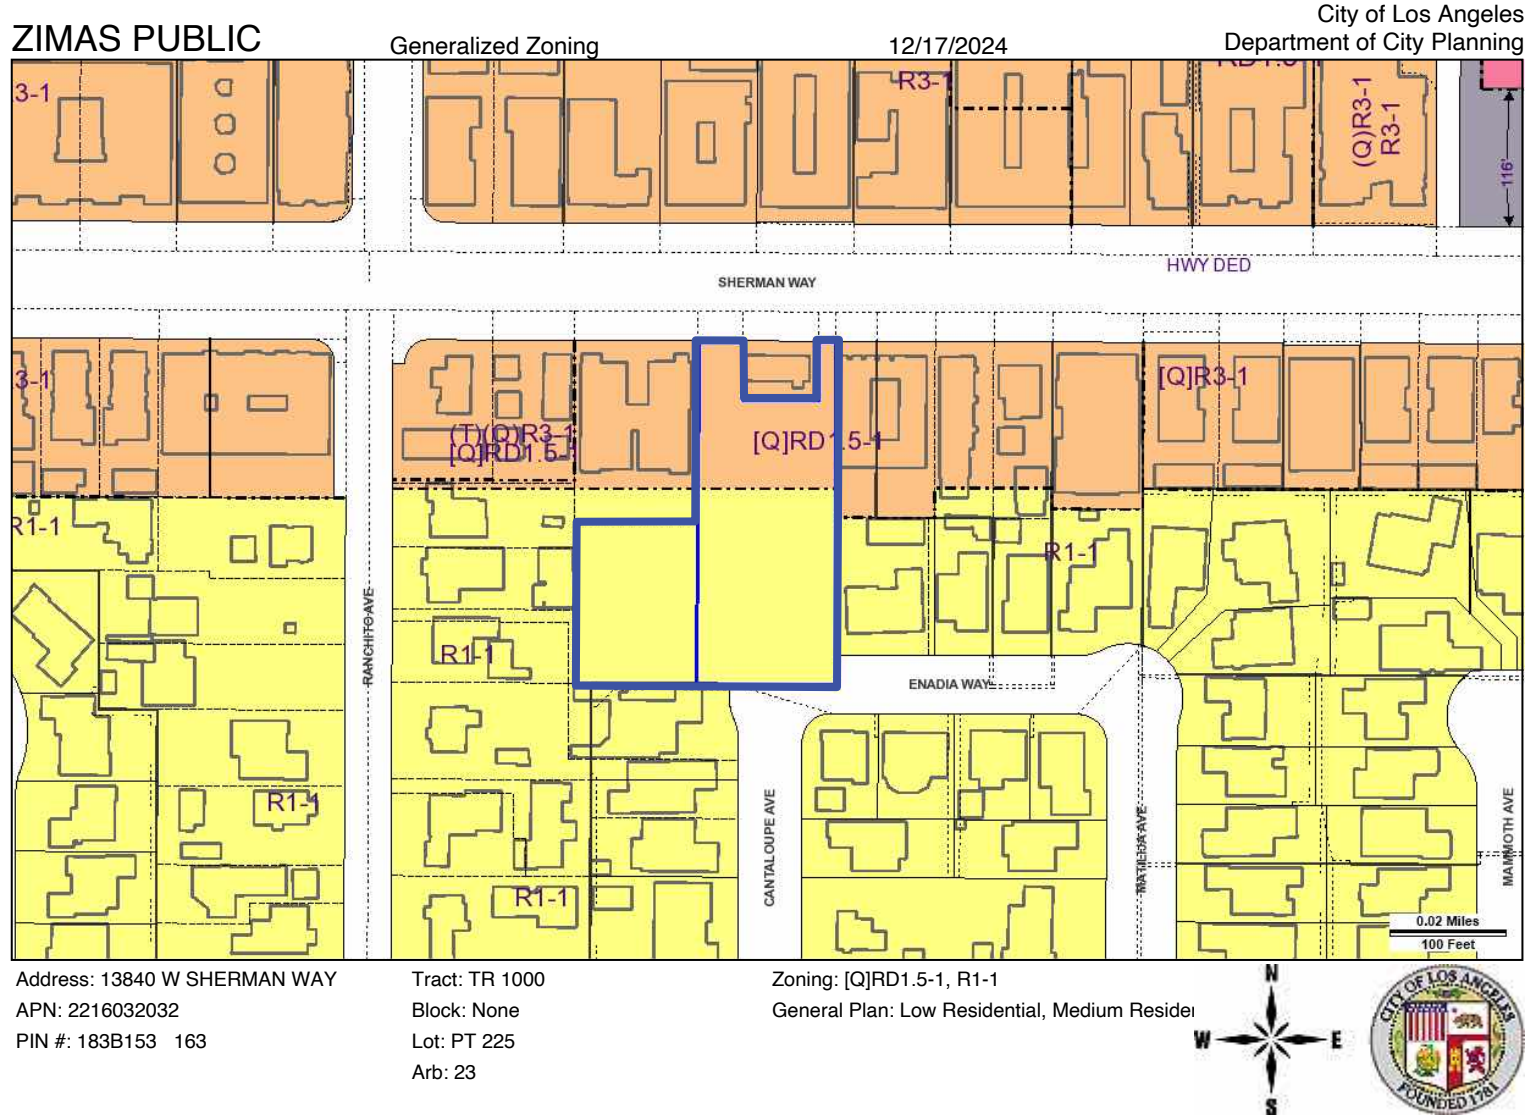 City of Los Angeles
ZIMAS PUBLIC
Generalized Zoning
12/17/2024
Department of City Planning
3-1
R3-1
(Q)R3-1
R3-1
116'
HWY DED
SHERMAN WAY
3-1
(T)(Q)R3-1
[Q]RD1.5-1
[Q]RD1.5-1
[Q]R3-1
R1-1
R1-1
R1-1
RANCHITO AVE
ENADIA WAY
R1-1
R1-1
CANTALOUPE AVE
MATILIJA AVE
MAMMOTH AVE
0.02 Miles
100 Feet
Address: 13840 W SHERMAN WAY
APN: 2216032032
PIN #: 183B153 163
Tract: TR 1000
Block: None
Lot: PT 225
Arb: 23
Zoning: [Q]RD1.5-1, R1-1
General Plan: Low Residential, Medium Resider
N
W
E
S
CITY OF LOS ANGELES
FOUNDED 1781